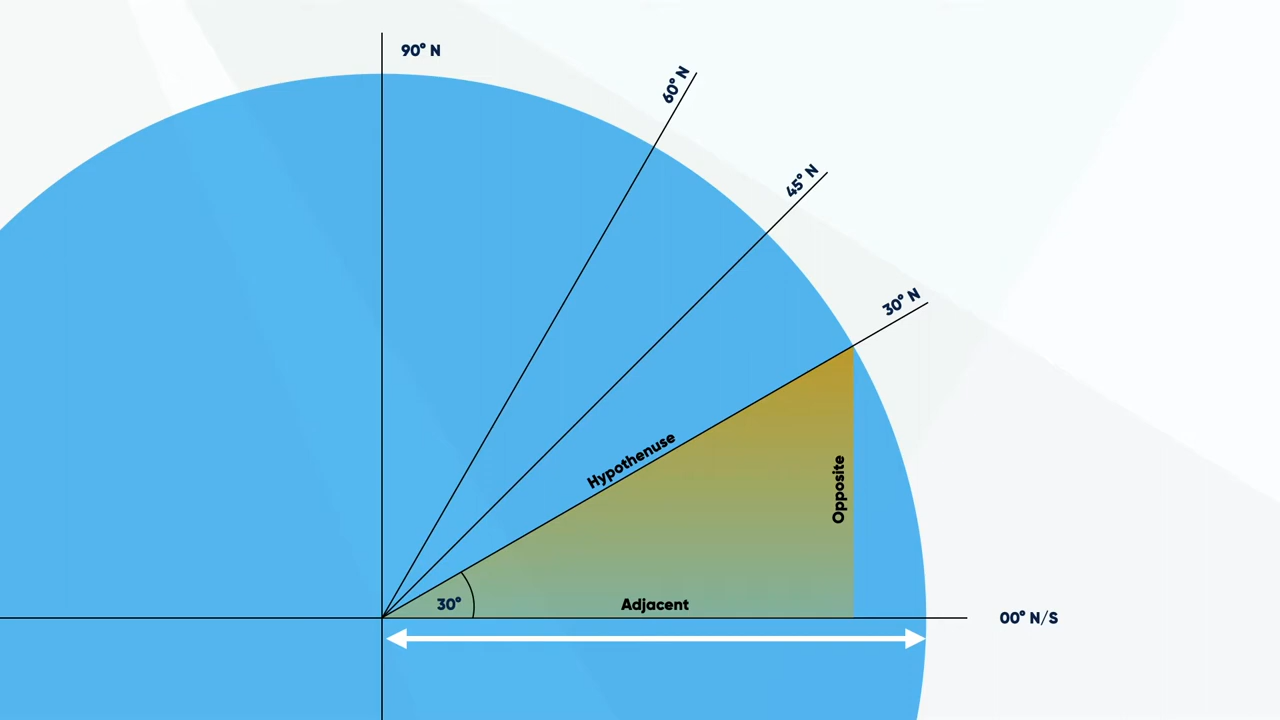 90° N
60° N
45° N
30° N
Hypothenuse
Opposite
30°
Adjacent
00° N/S